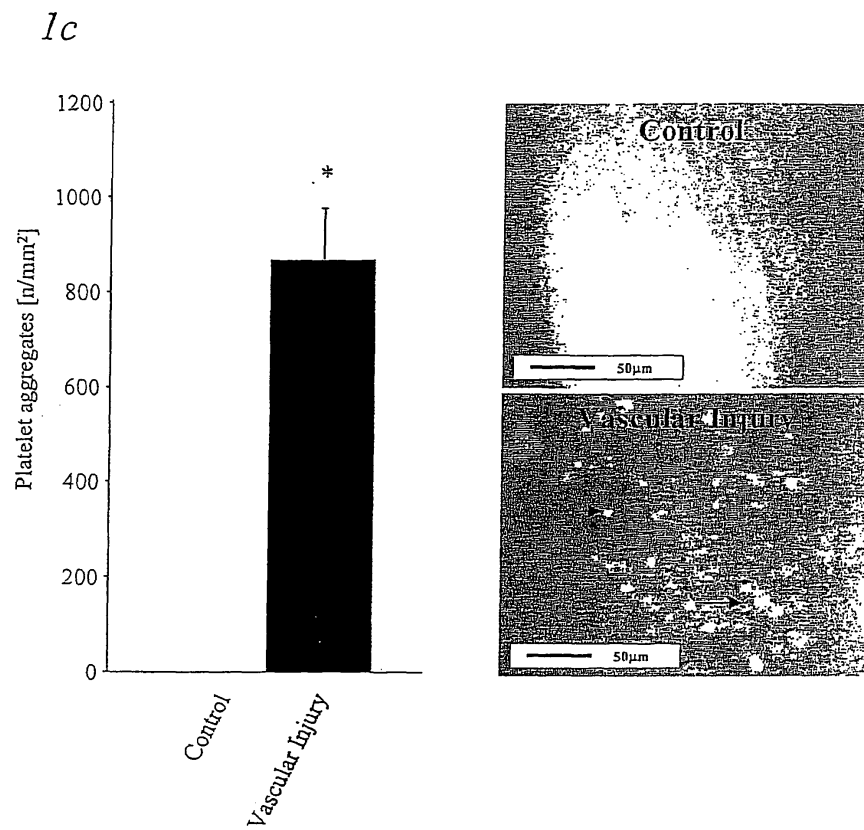 1c
1200
1000
800
600
400
200
0
Platelet aggregates [n/mm²]
*
Control
Vascular Injury
Control
50µm
Vascular Injury
50µm